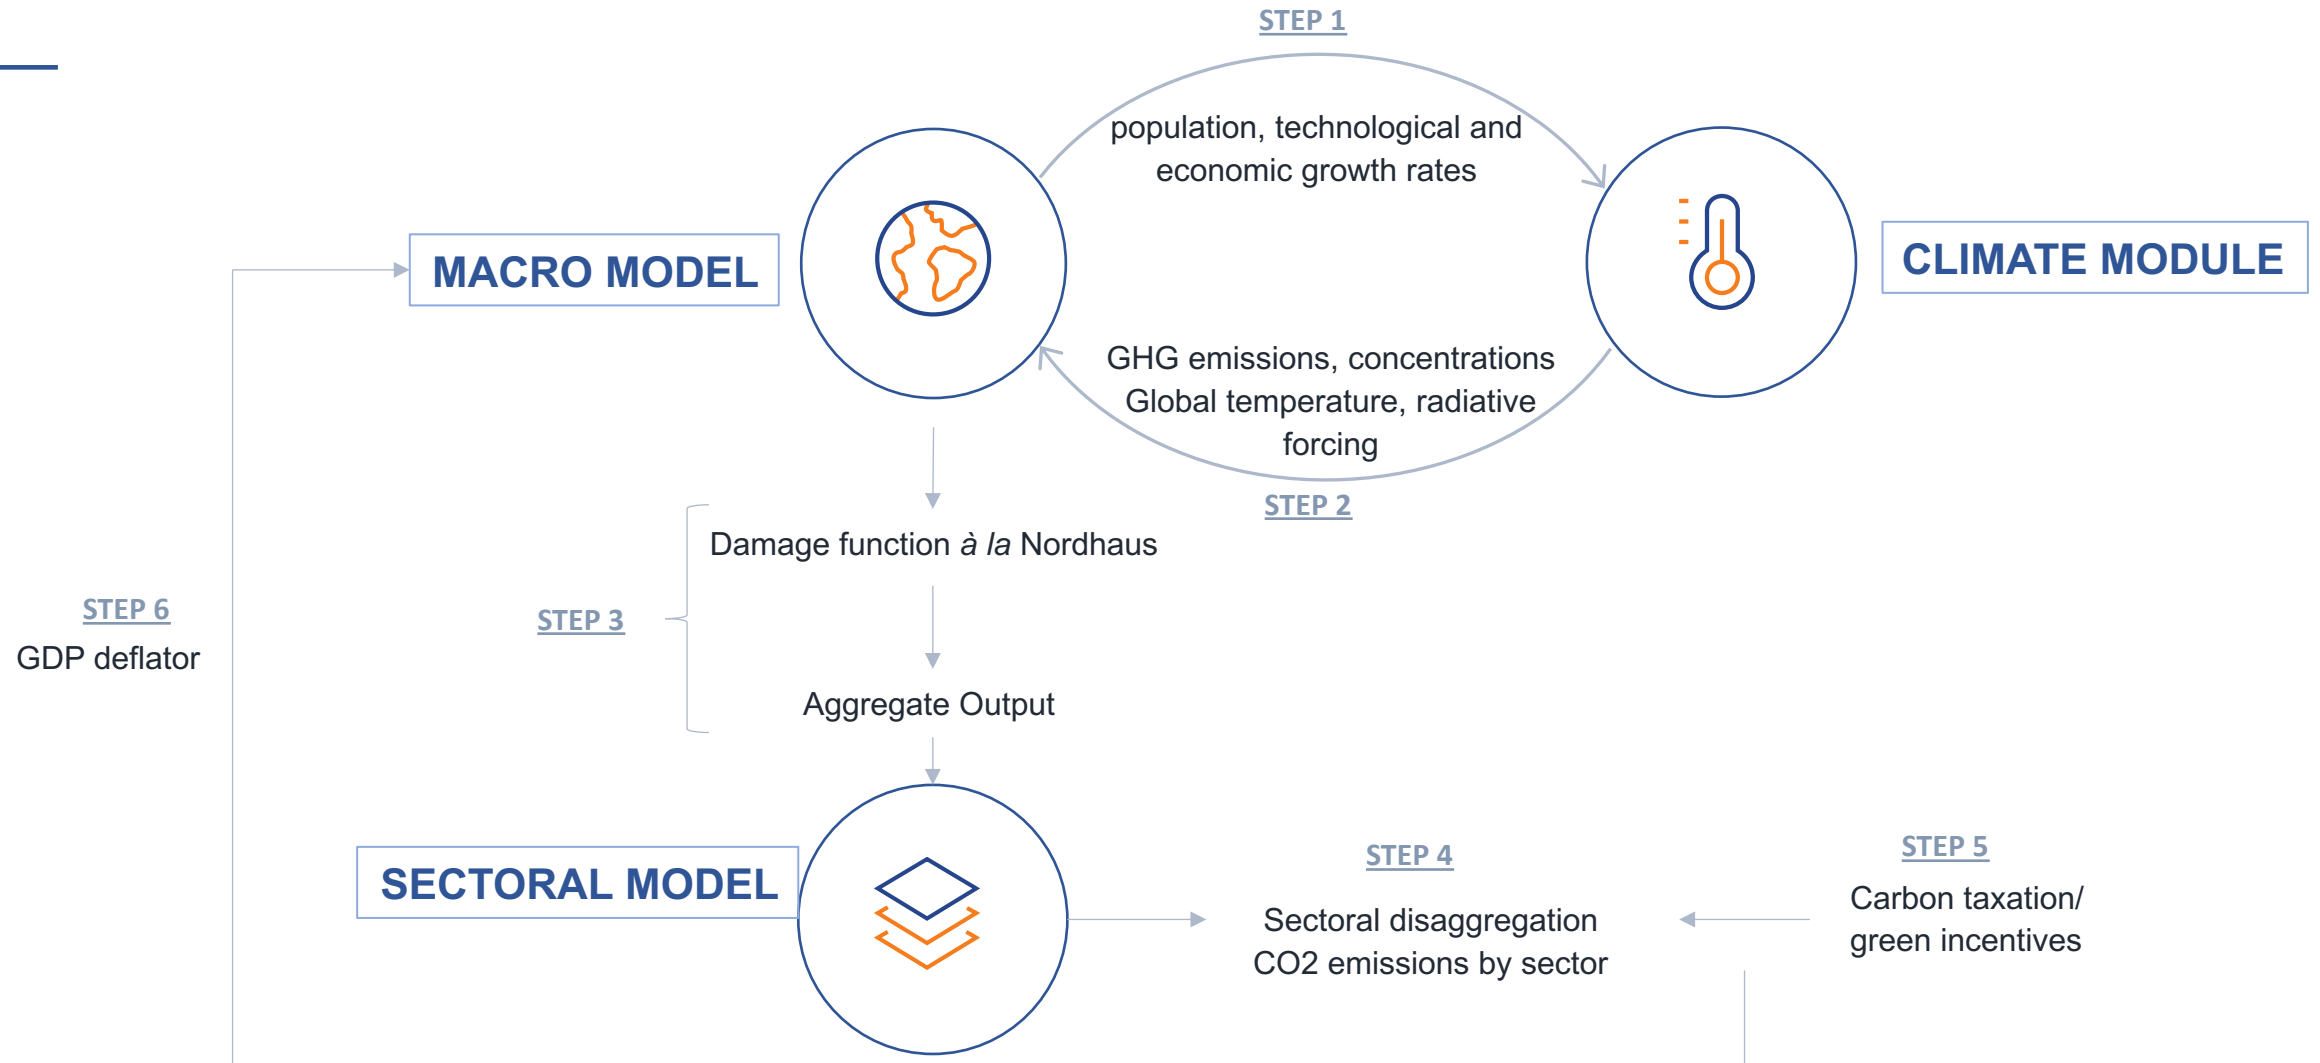 STEP 1
population, technological and
economic growth rates
MACRO MODEL
CLIMATE MODULE
GHG emissions, concentrations
Global temperature, radiative
forcing
STEP 2
Damage function à la Nordhaus
STEP 3
Aggregate Output
STEP 6
GDP deflator
SECTORAL MODEL
STEP 4
Sectoral disaggregation
CO2 emissions by sector
STEP 5
Carbon taxation/
green incentives